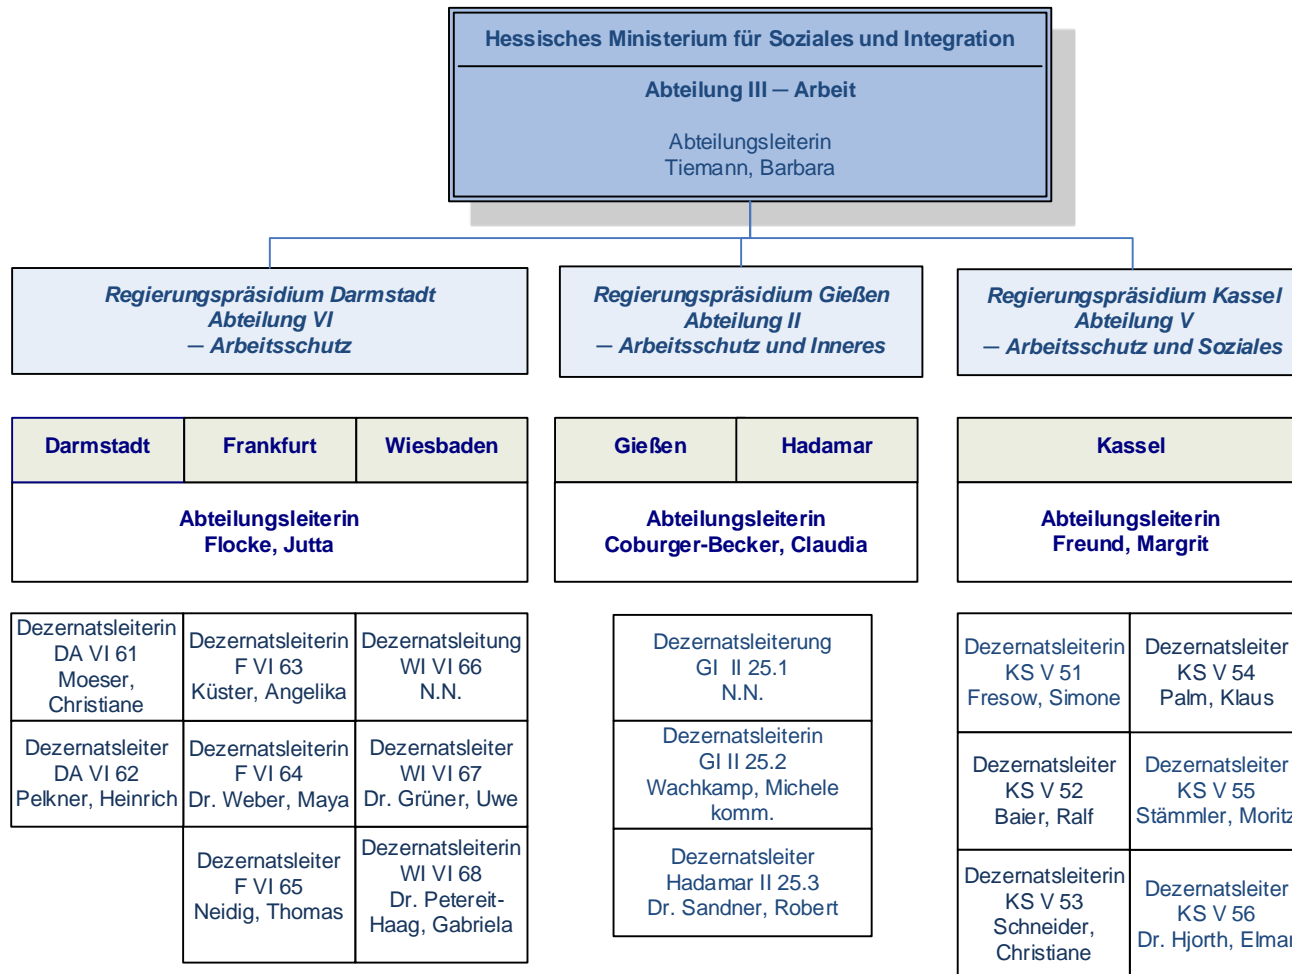 Hessisches Ministerium für Soziales und Integration
Abteilung III – Arbeit
Abteilungsleiterin
Tiemann, Barbara
Regierungspräsidium Darmstadt
Abteilung VI
– Arbeitsschutz
Regierungspräsidium Gießen
Abteilung II
– Arbeitsschutz und Inneres
Regierungspräsidium Kassel
Abteilung V
– Arbeitsschutz und Soziales
Darmstadt
Frankfurt
Wiesbaden
Abteilungsleiterin
Flocke, Jutta
Gießen
Hadamar
Abteilungsleiterin
Coburger-Becker, Claudia
Kassel
Abteilungsleiterin
Freund, Margrit
Dezernatsleiterin
DA VI 61
Moeser,
Christiane
Dezernatsleiterin
F VI 63
Küster, Angelika
Dezernatsleitung
WI VI 66
N.N.
Dezernatsleiter
DA VI 62
Pelkner, Heinrich
Dezernatsleiterin
F VI 64
Dr. Weber, Maya
Dezernatsleiter
WI VI 67
Dr. Grüner, Uwe
Dezernatsleiter
F VI 65
Neidig, Thomas
Dezernatsleiterin
WI VI 68
Dr. Petereit-
Haag, Gabriela
Dezernatsleiterung
GI II 25.1
N.N.
Dezernatsleiterin
GI II 25.2
Wachkamp, Michele
komm.
Dezernatsleiter
Hadamar II 25.3
Dr. Sandner, Robert
Dezernatsleiterin
KS V 51
Fresow, Simone
Dezernatsleiter
KS V 54
Palm, Klaus
Dezernatsleiter
KS V 52
Baier, Ralf
Dezernatsleiter
KS V 55
Stämmler, Moritz
Dezernatsleiterin
KS V 53
Schneider,
Christiane
Dezernatsleiter
KS V 56
Dr. Hjorth, Elmar